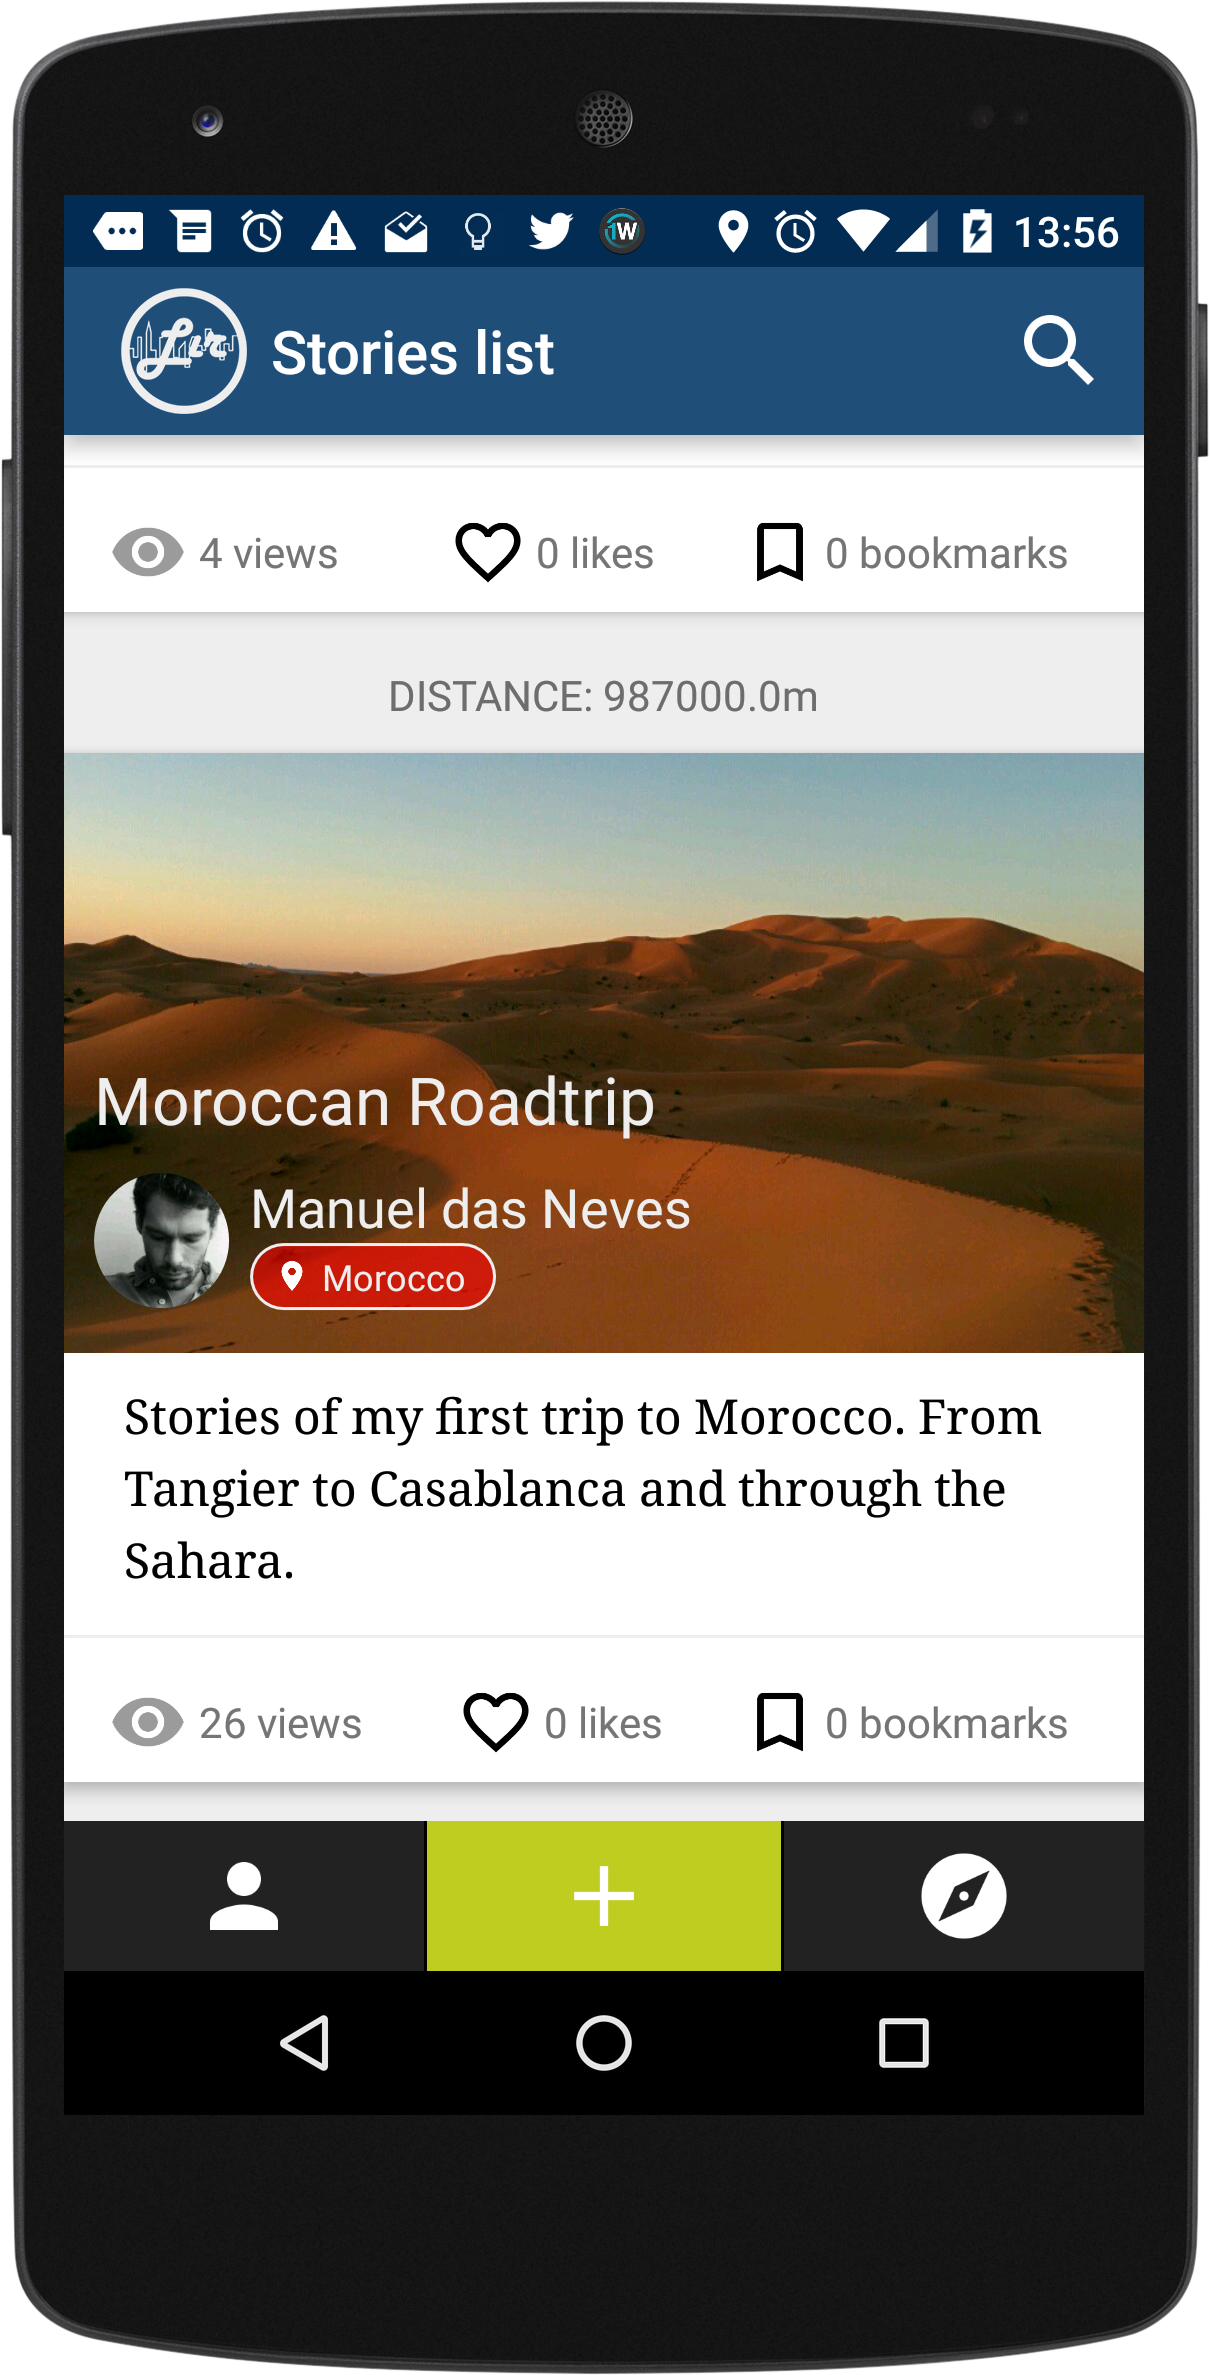 1W
13:56
Lir
Stories list
4 views
0 likes
0 bookmarks
DISTANCE: 987000.0m
Moroccan Roadtrip
Manuel das Neves
Morocco
Stories of my first trip to Morocco. From
Tangier to Casablanca and through the
Sahara.
26 views
0 likes
0 bookmarks